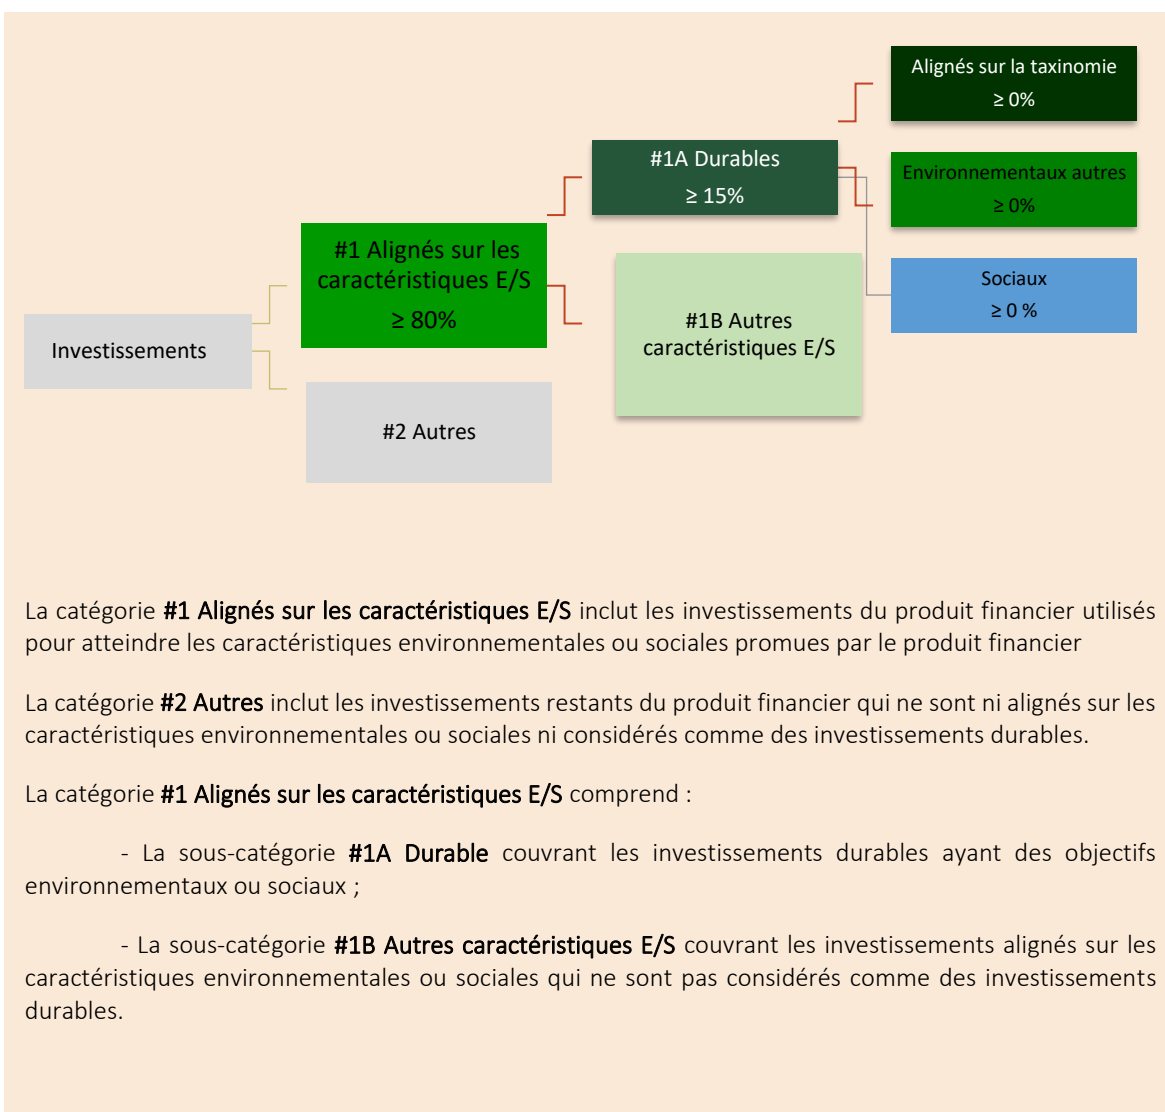 Alignés sur la taxinomie
≥ 0%
#1A Durables
≥ 15%
Environnementaux autres
≥ 0%
#1 Alignés sur les
caractéristiques E/S
≥ 80%
Sociaux
≥ 0 %
#1B Autres
caractéristiques E/S
Investissements
#2 Autres
La catégorie #1 Alignés sur les caractéristiques E/S inclut les investissements du produit financier utilisés
pour atteindre les caractéristiques environnementales ou sociales promues par le produit financier
La catégorie #2 Autres inclut les investissements restants du produit financier qui ne sont ni alignés sur les
caractéristiques environnementales ou sociales ni considérés comme des investissements durables.
La catégorie #1 Alignés sur les caractéristiques E/S comprend :
- La sous-catégorie #1A Durable couvrant les investissements durables ayant des objectifs
environnementaux ou sociaux ;
- La sous-catégorie #1B Autres caractéristiques E/S couvrant les investissements alignés sur les
caractéristiques environnementales ou sociales qui ne sont pas considérés comme des investissements
durables.